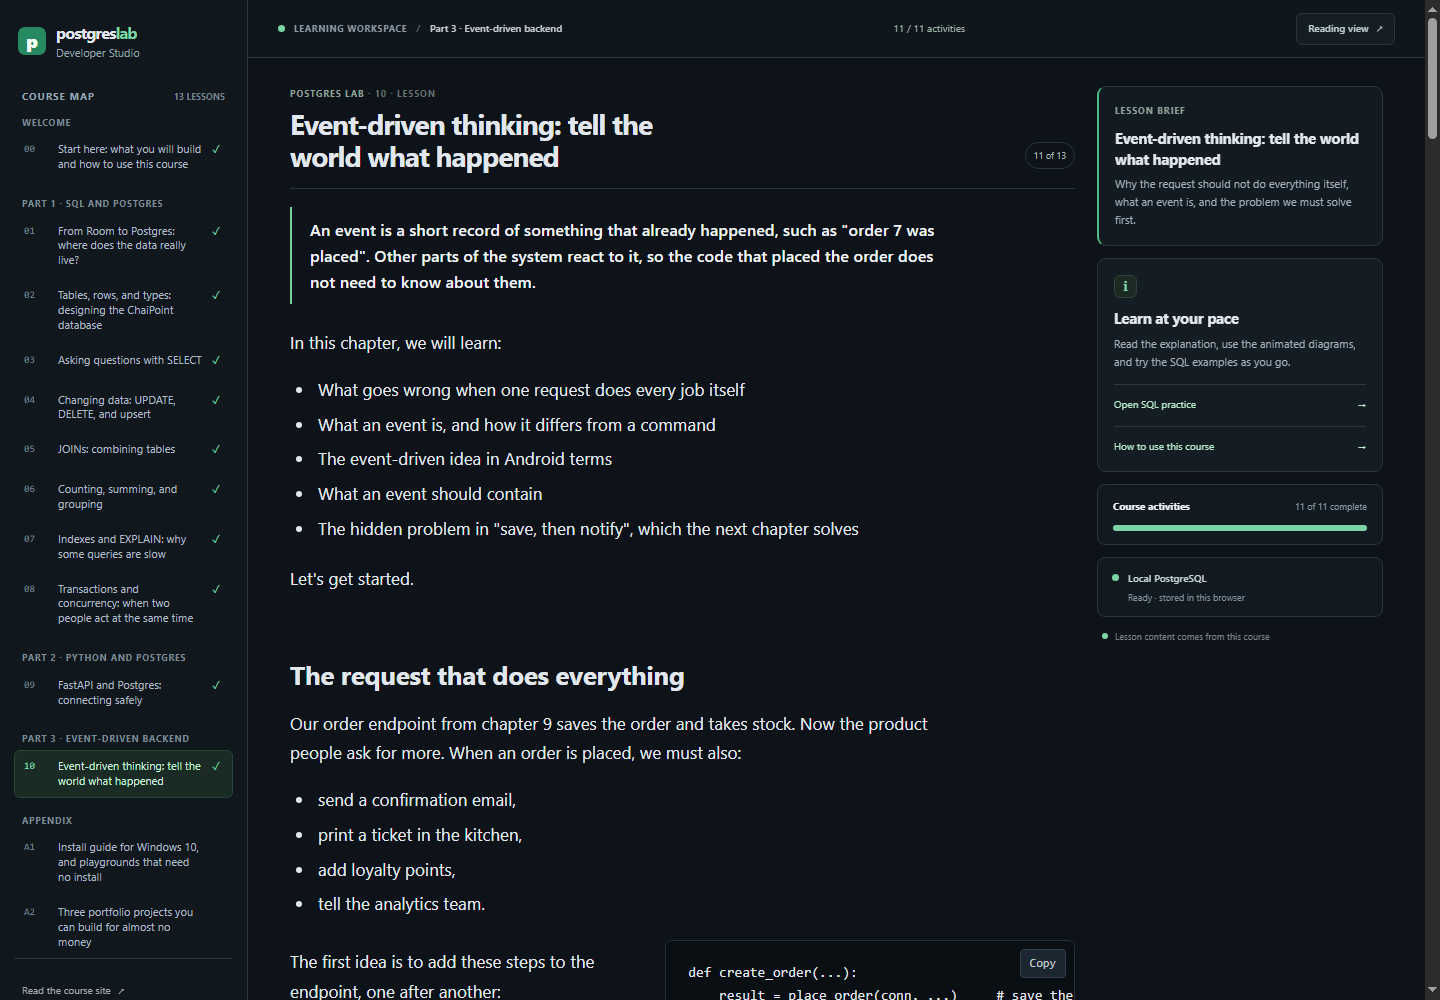 postgreslab
Developer Studio
COURSE MAP
13 LESSONS
WELCOME
00
Start here: what you will build
and how to use this course
✓
PART 1 · SQL AND POSTGRES
01
From Room to Postgres:
where does the data really
live?
✓
02
Tables, rows, and types:
designing the ChaiPoint
database
✓
03
Asking questions with SELECT
✓
04
Changing data: UPDATE,
DELETE, and upsert
✓
05
JOINs: combining tables
✓
06
Counting, summing, and
grouping
✓
07
Indexes and EXPLAIN: why
some queries are slow
✓
08
Transactions and
concurrency: when two
people act at the same time
✓
PART 2 · PYTHON AND POSTGRES
09
FastAPI and Postgres:
connecting safely
✓
PART 3 · EVENT-DRIVEN BACKEND
10
Event-driven thinking: tell the
world what happened
✓
APPENDIX
A1
Install guide for Windows 10,
and playgrounds that need
no install
A2
Three portfolio projects you
can build for almost no
money
Read the course site ↗
LEARNING WORKSPACE / Part 3 · Event-driven backend
11 / 11 activities
Reading view ↗
POSTGRES LAB · 10 · LESSON
Event-driven thinking: tell the
world what happened
11 of 13
An event is a short record of something that already happened, such as "order 7 was
placed". Other parts of the system react to it, so the code that placed the order does
not need to know about them.
In this chapter, we will learn:
• What goes wrong when one request does every job itself
• What an event is, and how it differs from a command
• The event-driven idea in Android terms
• What an event should contain
• The hidden problem in "save, then notify", which the next chapter solves
Let's get started.
The request that does everything
Our order endpoint from chapter 9 saves the order and takes stock. Now the product
people ask for more. When an order is placed, we must also:
• send a confirmation email,
• print a ticket in the kitchen,
• add loyalty points,
• tell the analytics team.
The first idea is to add these steps to the
endpoint, one after another:
Copy
def create_order(...):
result = place_order(conn, ...) # save the
LESSON BRIEF
Event-driven thinking: tell the world
what happened
Why the request should not do everything itself,
what an event is, and the problem we must solve
first.
i
Learn at your pace
Read the explanation, use the animated diagrams,
and try the SQL examples as you go.
Open SQL practice →
How to use this course →
Course activities
11 of 11 complete
Local PostgreSQL
Ready · stored in this browser
Lesson content comes from this course